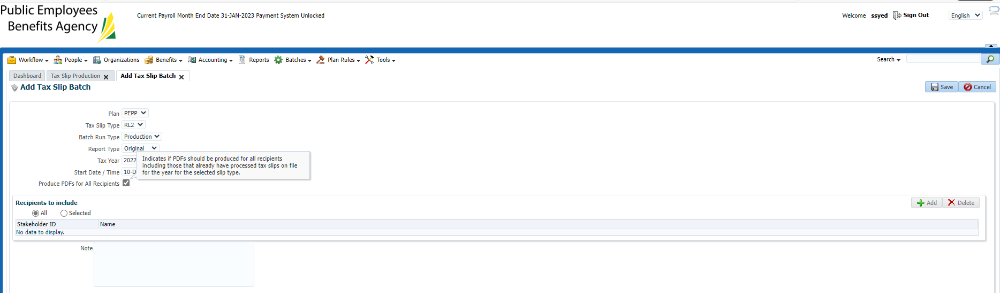 Public Employees
Benefits Agency
Current Payroll Month End Date 31-JAN-2023 Payment System Unlocked
Welcome ssyed Sign Out English
Workflow People Organizations Benefits Accounting Reports Batches Plan Rules Tools Search
Dashboard Tax Slip Production Add Tax Slip Batch
Add Tax Slip Batch Save Cancel
Plan PEPP
Tax Slip Type RL2
Batch Run Type Production
Report Type Original
Tax Year 2022
Indicates if PDFs should be produced for all recipients
including those that already have processed tax slips on file
for the year for the selected slip type.
Start Date / Time 10-D
Produce PDFs for All Recipients
Recipients to include Add Delete
All Selected
Stakeholder ID Name
No data to display.
Note